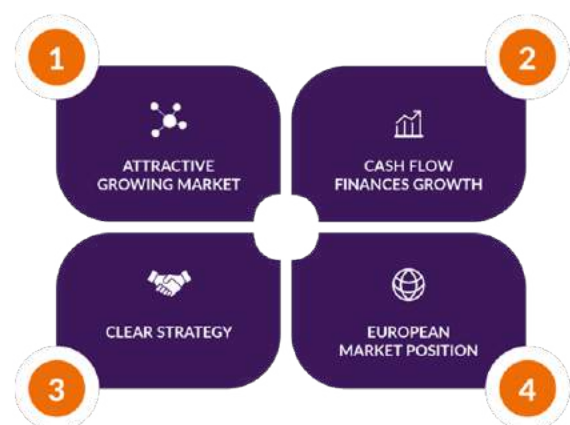 1
2
ATTRACTIVE
GROWING MARKET
CASH FLOW
FINANCES GROWTH
CLEAR STRATEGY
EUROPEAN
MARKET POSITION
3
4